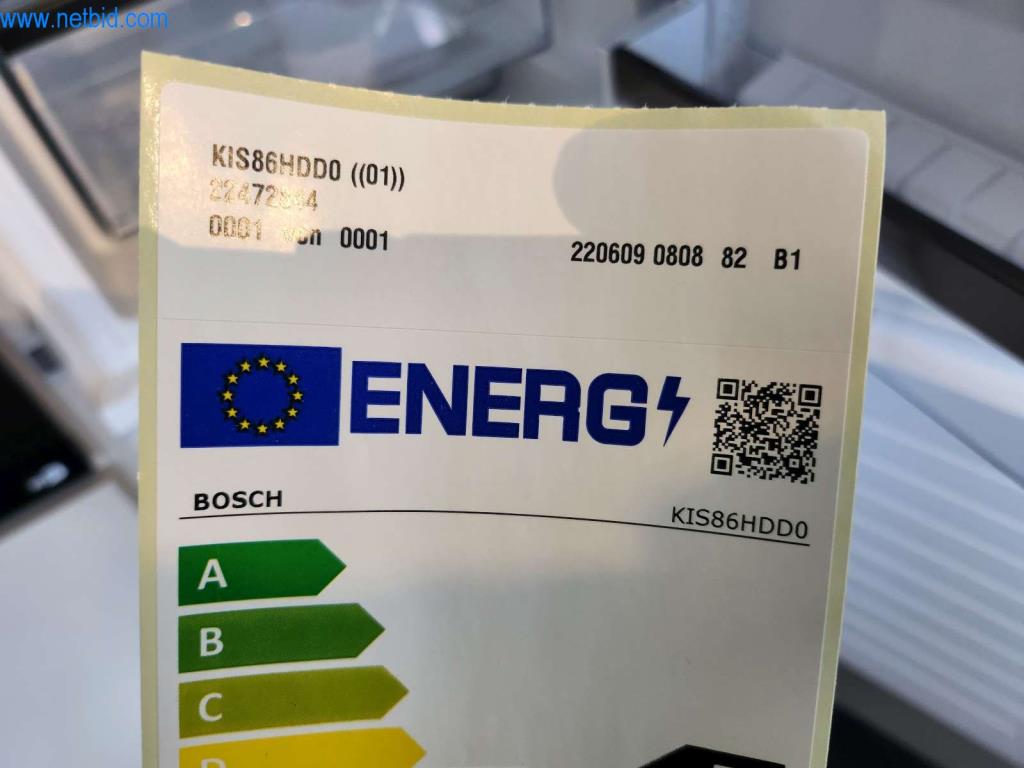 www.netbid.com
KIS86HDD0 ((01))
0001 von 0001
220609 0808 82 B1
ENERG
BOSCH
KIS86HDD0
A
B
C
D